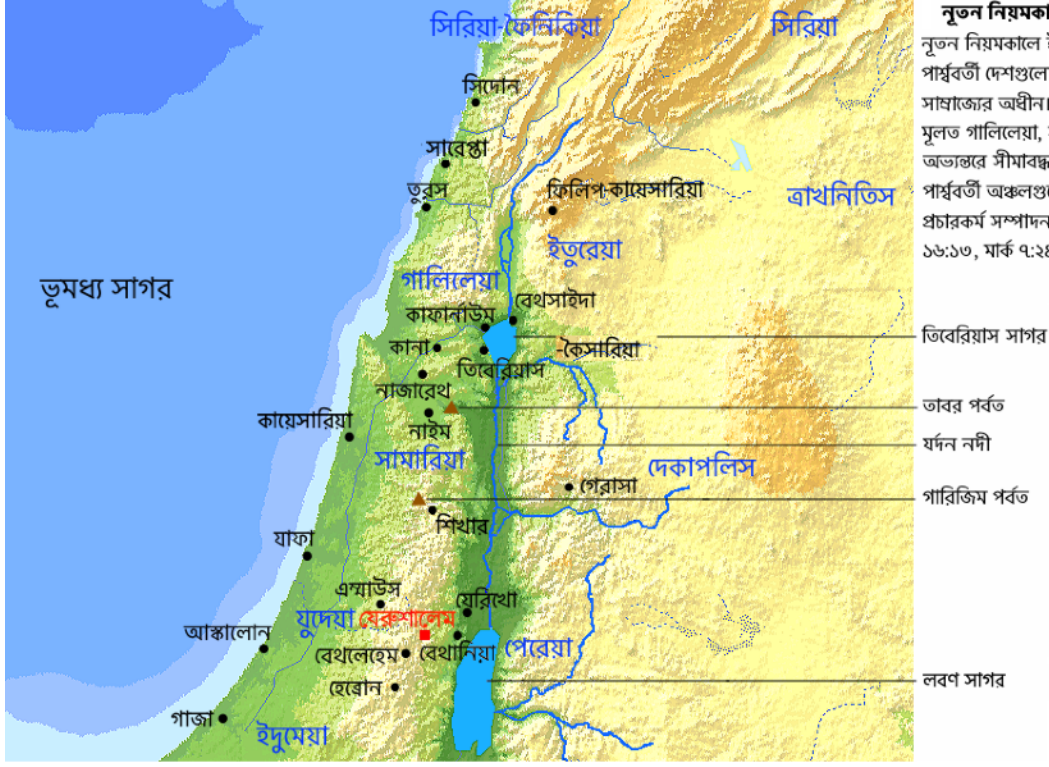 সিরিয়া-ফৈনিকিয়া
সিরিয়া
নূতন নিয়মকা
নূতন নিয়মকালে
পার্শ্ববর্তী দেশগুলো
সাম্রাজ্যের অধীন।
মূলত গালিলেয়া,
অভ্যন্তরে সীমাবদ্ধ
পার্শ্ববর্তী অঞ্চলগু
প্রচারকর্ম সম্পাদন
১৬:১৩, মার্ক ৭:২৪
সিদোন
সারেপ্তা
তুরস
ফিলিপ-কায়েসারিয়া
ত্রাখনিতিস
ইতুরেয়া
গালিলেয়া
ভূমধ্য সাগর
বেথসাইদা
কাফার্নাউম
তিবেরিয়াস সাগর
কানা
-কৈসারিয়া
তিবেরিয়াস
নাজারেথ
তাবর পর্বত
কায়েসারিয়া
নাইম
যর্দন নদী
সামারিয়া
দেকাপলিস
গেরাসা
গারিজিম পর্বত
শিখার
যাফা
এম্মাউস
যেরিখো
যুদেয়া
যেরুশালেম
আস্কালোন
পেরেয়া
বেথলেহেম
বেথানিয়া
লবণ সাগর
হেব্রোন
গাজা
ইদুমেয়া